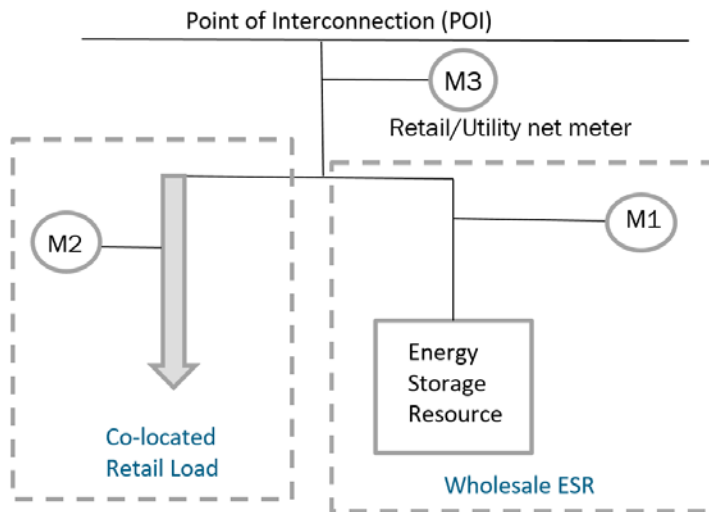 Point of Interconnection (POI)
M3
Retail/Utility net meter
M2
M1
Energy
Storage
Resource
Co-located
Retail Load
Wholesale ESR